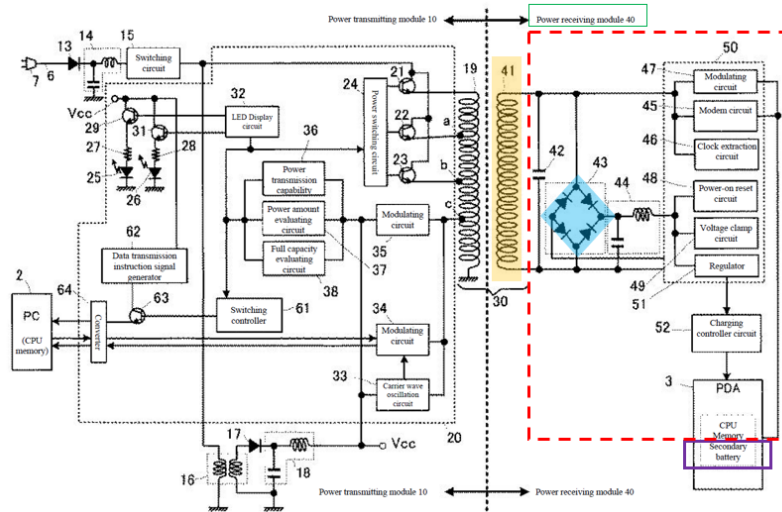 Power transmitting module 10
Power receiving module 40
13
14
15
Switching circuit
7
6
Vcc
29
31
27
28
25
26
32
LED Display circuit
24
Power switching circuit
21
22
23
a
b
c
19
41
30
36
Power transmission capability
Power amount evaluating circuit
37
Full capacity evaluating circuit
38
Modulating circuit
35
62
Data transmission instruction signal generator
63
64
Converter
2
PC
(CPU memory)
Switching controller
61
34
Modulating circuit
33
Carrier wave oscillation circuit
20
17
16
18
Vcc
42
43
44
50
47
Modulating circuit
45
Modem circuit
46
Clock extraction circuit
48
Power-on reset circuit
Voltage clamp circuit
49
Regulator
51
52
Charging controller circuit
3
PDA
CPU
Memory
Secondary battery
Power transmitting module 10
Power receiving module 40